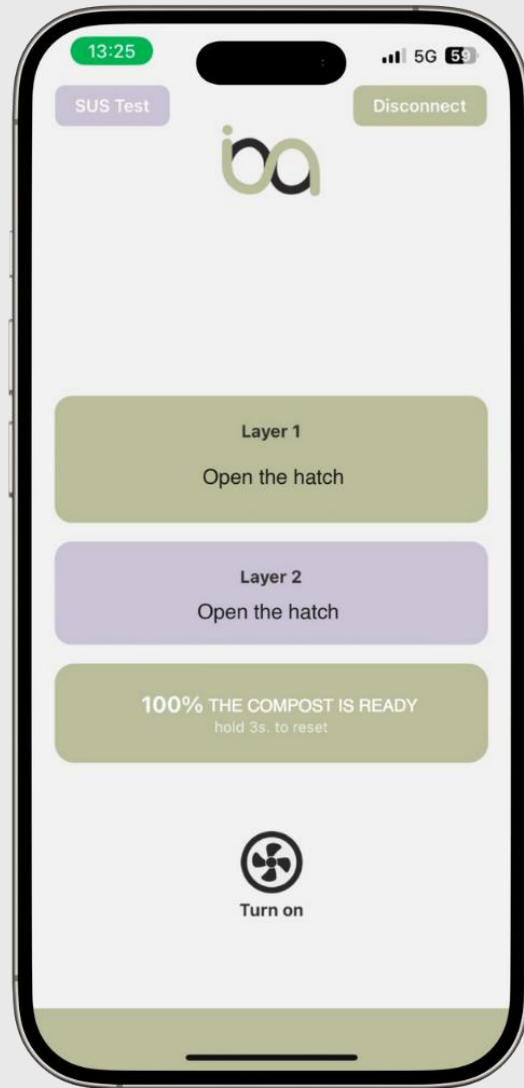 13:25
5G 59
SUS Test
Disconnect
iba
Layer 1
Open the hatch
Layer 2
Open the hatch
100% THE COMPOST IS READY
hold 3s. to reset
Turn on